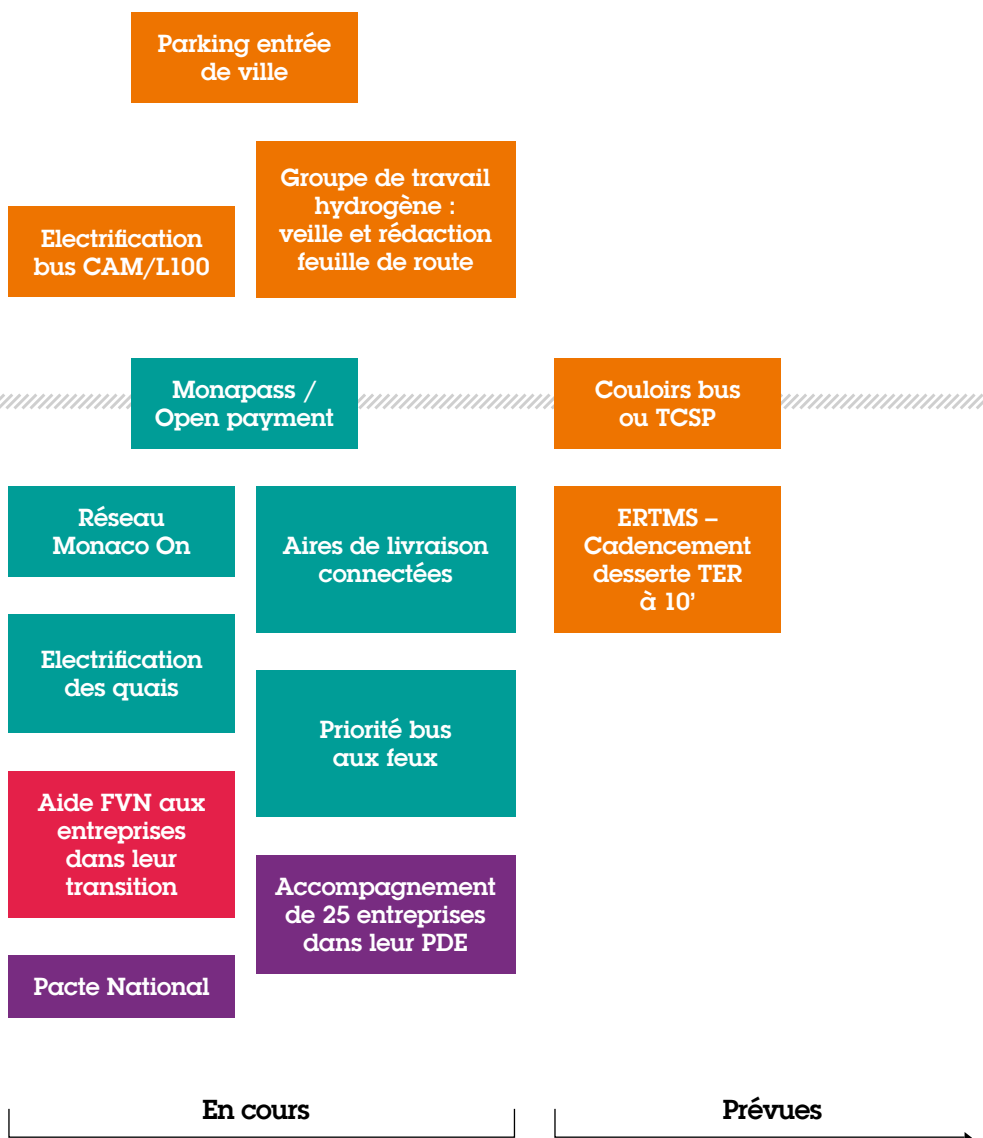 Parking entrée
de ville
Groupe de travail
hydrogène :
veille et rédaction
feuille de route
Electrification
bus CAM/L100
Monapass /
Open payment
Couloirs bus
ou TCSP
Réseau
Monaco On
Aires de livraison
connectées
ERTMS –
Cadencement
desserte TER
à 10’
Electrification
des quais
Priorité bus
aux feux
Aide FVN aux
entreprises
dans leur
transition
Accompagnement
de 25 entreprises
dans leur PDE
Pacte National
En cours
Prévues